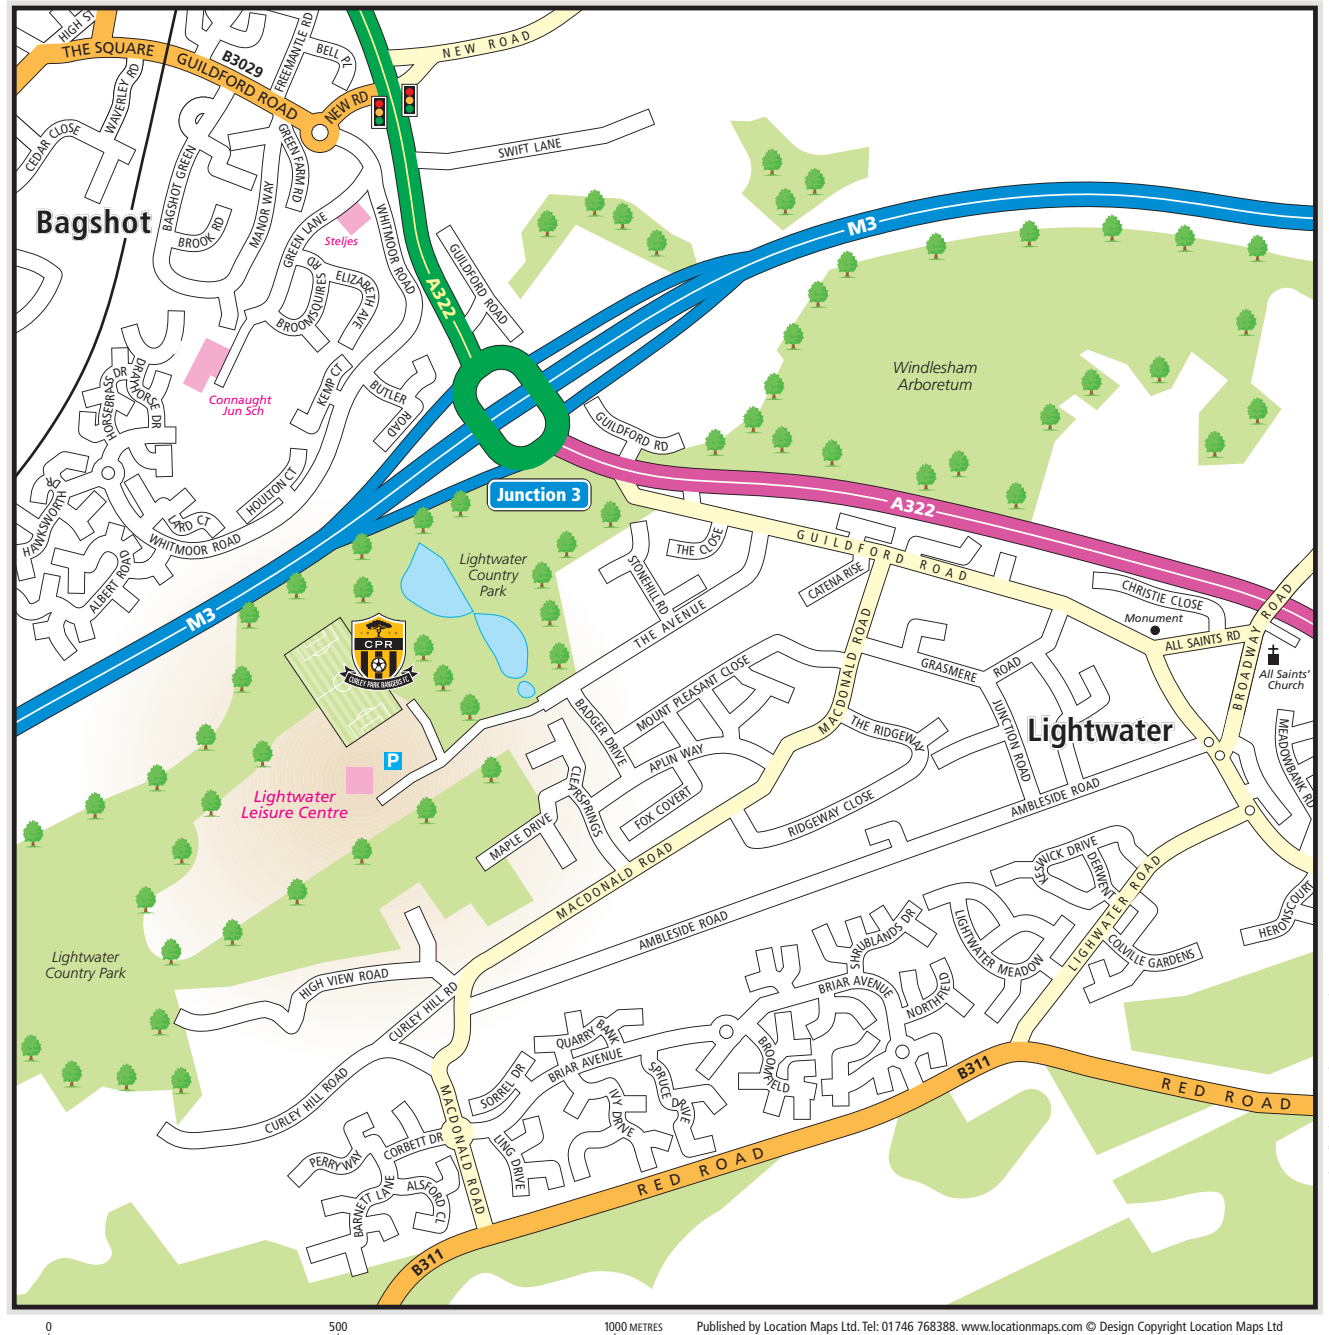 HIGH ST
THE SQUARE
GUILDFORD ROAD
B3029
FREEMANTLE RD
BELL PL
NEW ROAD
NEW RD
WAVERLEY RD
CEDAR CLOSE
SWIFT LANE
GREEN FARM RD
BAGSHOT GREEN
Bagshot
BROOK RD
MANOR WAY
GREEN LANE
Steljes
WHITMOOR ROAD
GUILDFORD ROAD
A322
M3
BROOMSQUIRES RD
ELIZABETH AVE
Windlesham
Arboretum
DRAYHORSE DR
HORSEBRASS DR
Connaught
Jun Sch
KEMP CT
BUTLER ROAD
GUILDFORD RD
HOULTON CT
Junction 3
A322
HAWKSWORTH
RD CT
WHITMOOR ROAD
ALBERT ROAD
M3
Lightwater
Country
Park
THE CLOSE
STONEHILL RD
THE AVENUE
GUILDFORD ROAD
CATENA RISE
CHRISTIE CLOSE
Monument
ALL SAINTS RD
BROADWAY ROAD
All Saints'
Church
CPR
CURLEY PARK RANGERS FC
MACDONALD ROAD
GRASMERE ROAD
MOUNT PLEASANT CLOSE
BADGER DRIVE
JUNCTION ROAD
Lightwater
THE RIDGEWAY
MEADOWBANK RD
APLIN WAY
P
CLEARSPRINGS
Lightwater
Leisure Centre
FOX COVERT
RIDGEWAY CLOSE
AMBLESIDE ROAD
MAPLE DRIVE
MACDONALD ROAD
KESWICK DRIVE
DERWENT
LIGHWATER ROAD
HERONSCOURT
AMBLESIDE ROAD
SHRUBLANDS DR
LIGHTWATER MEADOW
COLVILLE GARDENS
Lightwater
Country Park
HIGH VIEW ROAD
BRIAR AVENUE
NORTHFIELD
CURLEY HILL RD
QUARRY BANK
BRIAR AVENUE
BROOMFIELD
B311
RED ROAD
SORREL DR
SPRUCE DRIVE
IVY DRIVE
CURLEY HILL ROAD
MACDONALD ROAD
CORBETT DR
LING DRIVE
PERRY WAY
BARNETT LANE
ALSFORD CL
RED ROAD
B311
0
500
1000 METRES
Published by Location Maps Ltd. Tel: 01746 768388. www.locationmaps.com © Design Copyright Location Maps Ltd